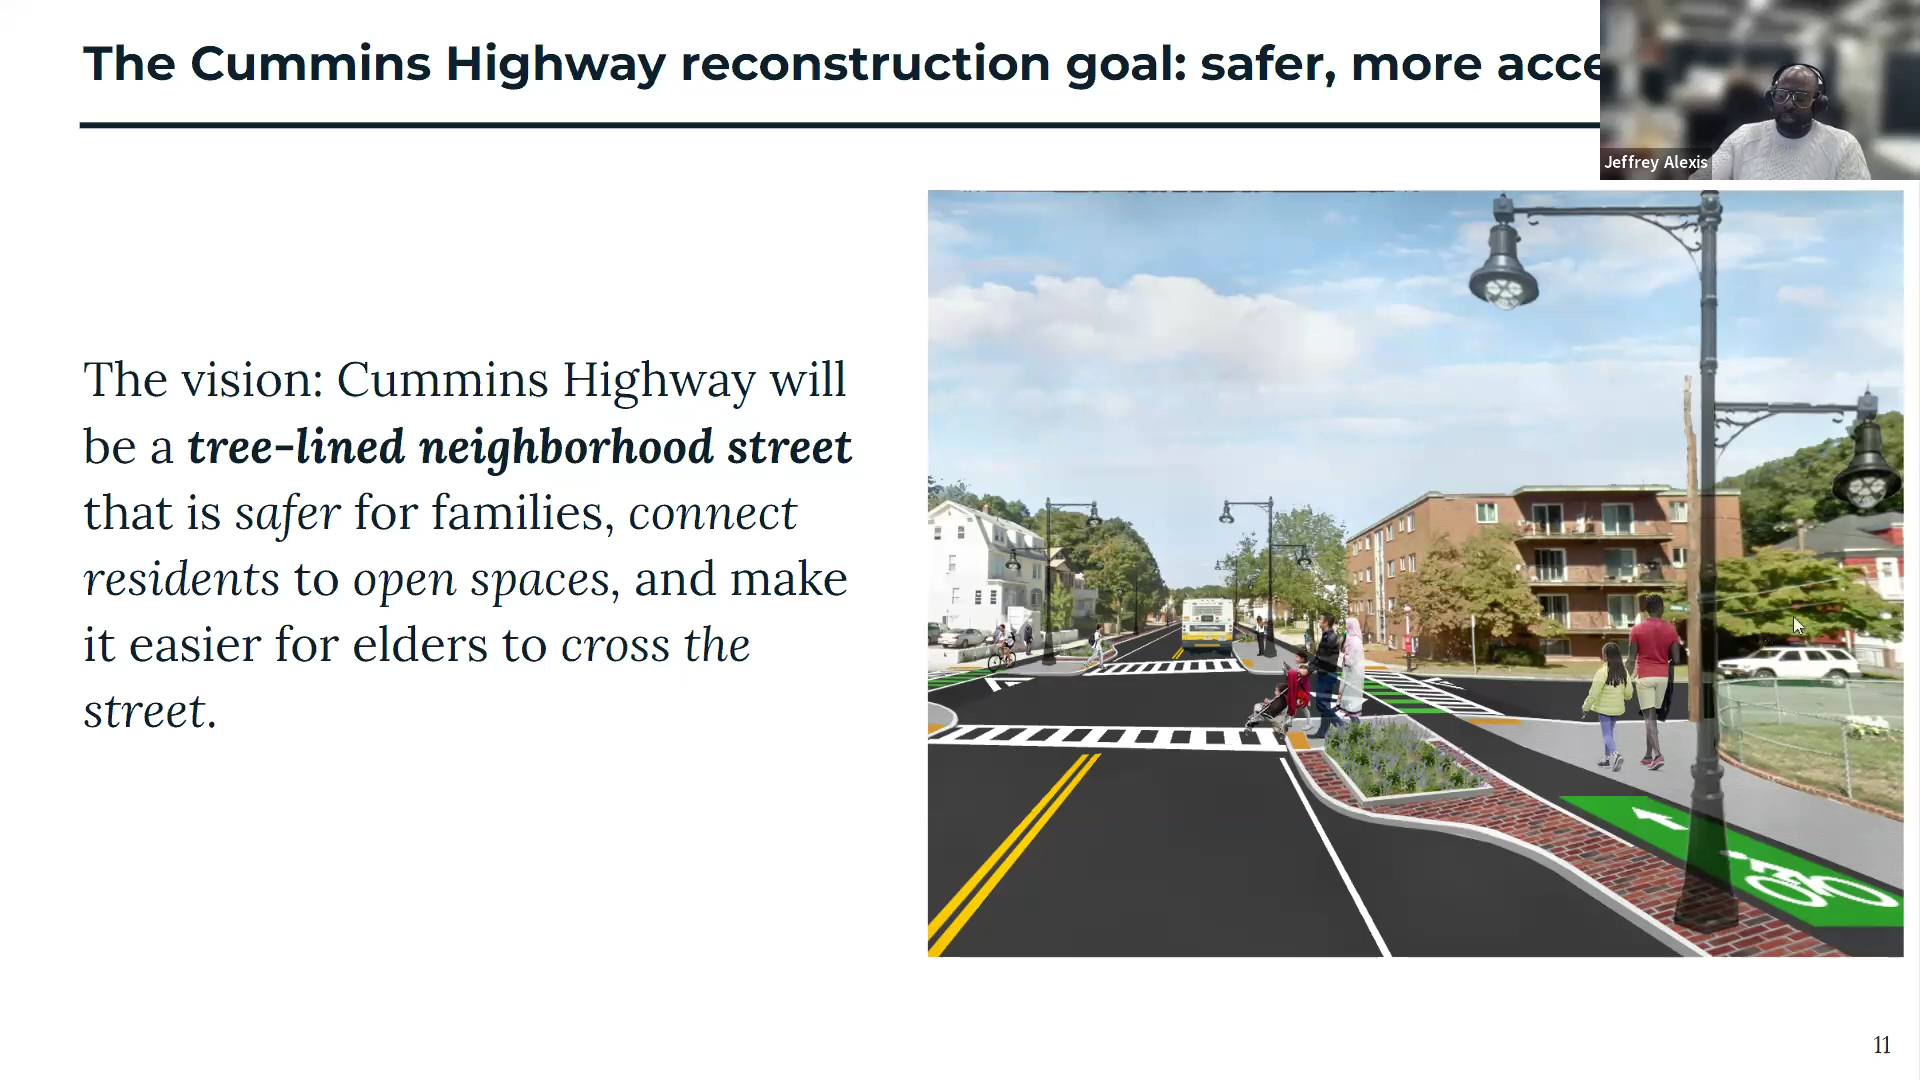 The Cummins Highway reconstruction goal: safer, more acce
Jeffrey Alexis
The vision: Cummins Highway will
be a tree-lined neighborhood street
that is safer for families, connect
residents to open spaces, and make
it easier for elders to cross the
street.
11